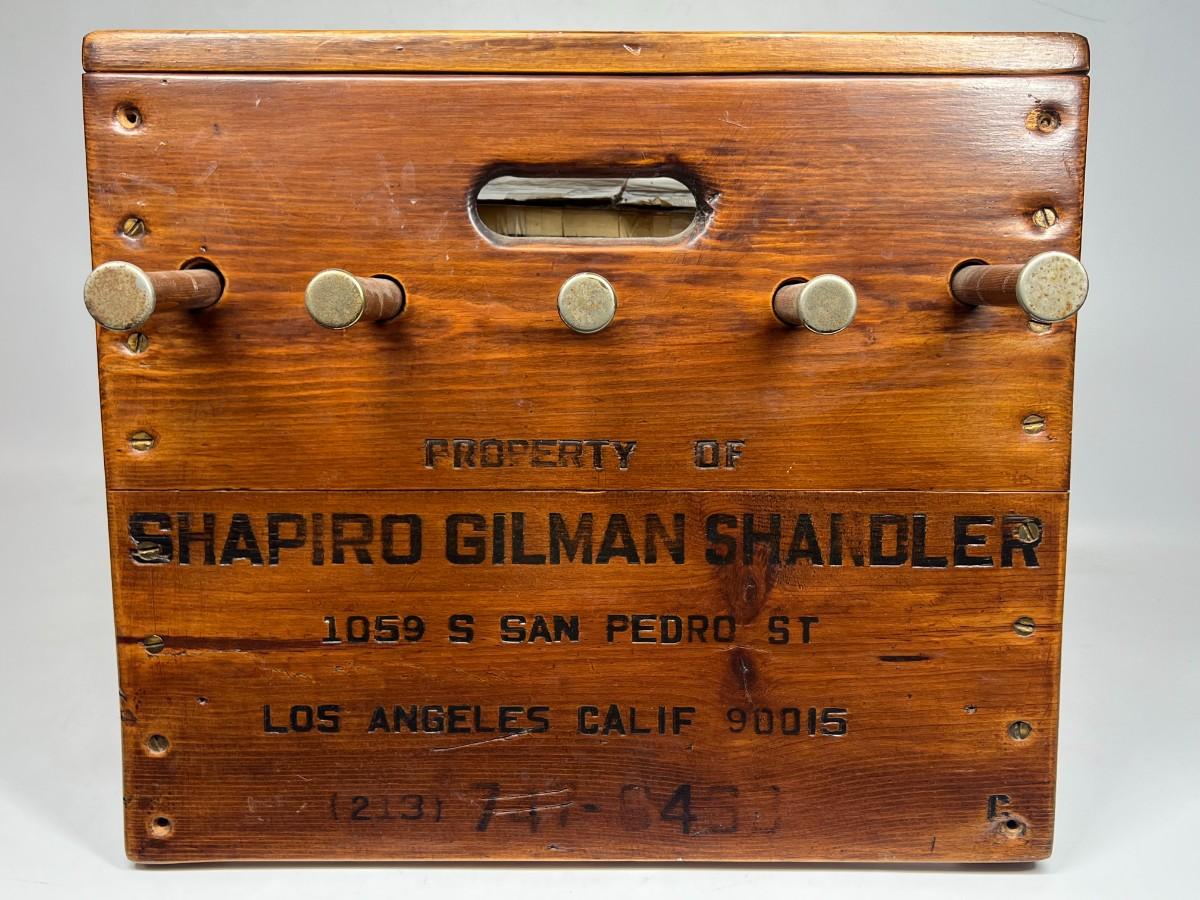 PROPERTY OF
SHAPIRO GILMAN SHANDLER
1059 S SAN PEDRO ST
LOS ANGELES CALIF 90015
(213)